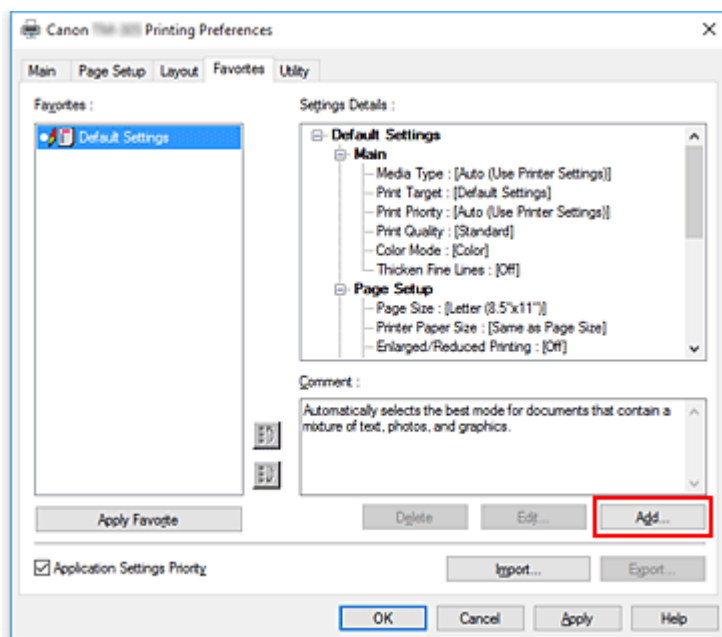 Canon Printing Preferences
Main Page Setup Layout Favorites Utility
Favorites :
Default Settings
Settings Details :
Default Settings
Main
Media Type : [Auto (Use Printer Settings)]
Print Target : [Default Settings]
Print Priority : [Auto (Use Printer Settings)]
Print Quality : [Standard]
Color Mode : [Color]
Thicken Fine Lines : [Off]
Page Setup
Page Size : [Letter (8.5"x11")]
Printer Paper Size : [Same as Page Size]
Enlarged/Reduced Printing : [Off]
Comment :
Automatically selects the best mode for documents that contain a
mixture of text, photos, and graphics.
Apply Favorite
Delete Edit... Add...
Application Settings Priority
Import... Export...
OK Cancel Apply Help